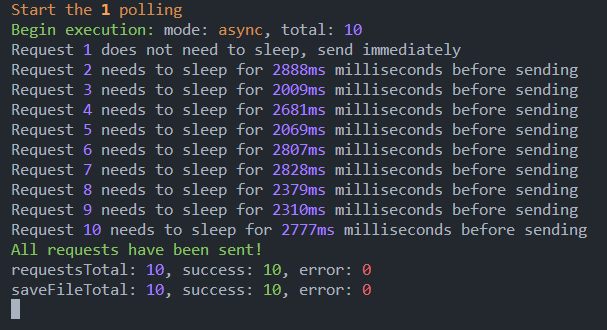 Start the 1 polling
Begin execution: mode: async, total: 10
Request 1 does not need to sleep, send immediately
Request 2 needs to sleep for 2888ms milliseconds before sending
Request 3 needs to sleep for 2009ms milliseconds before sending
Request 4 needs to sleep for 2681ms milliseconds before sending
Request 5 needs to sleep for 2069ms milliseconds before sending
Request 6 needs to sleep for 2807ms milliseconds before sending
Request 7 needs to sleep for 2828ms milliseconds before sending
Request 8 needs to sleep for 2379ms milliseconds before sending
Request 9 needs to sleep for 2310ms milliseconds before sending
Request 10 needs to sleep for 2777ms milliseconds before sending
All requests have been sent!
requestsTotal: 10, success: 10, error: 0
saveFileTotal: 10, success: 10, error: 0